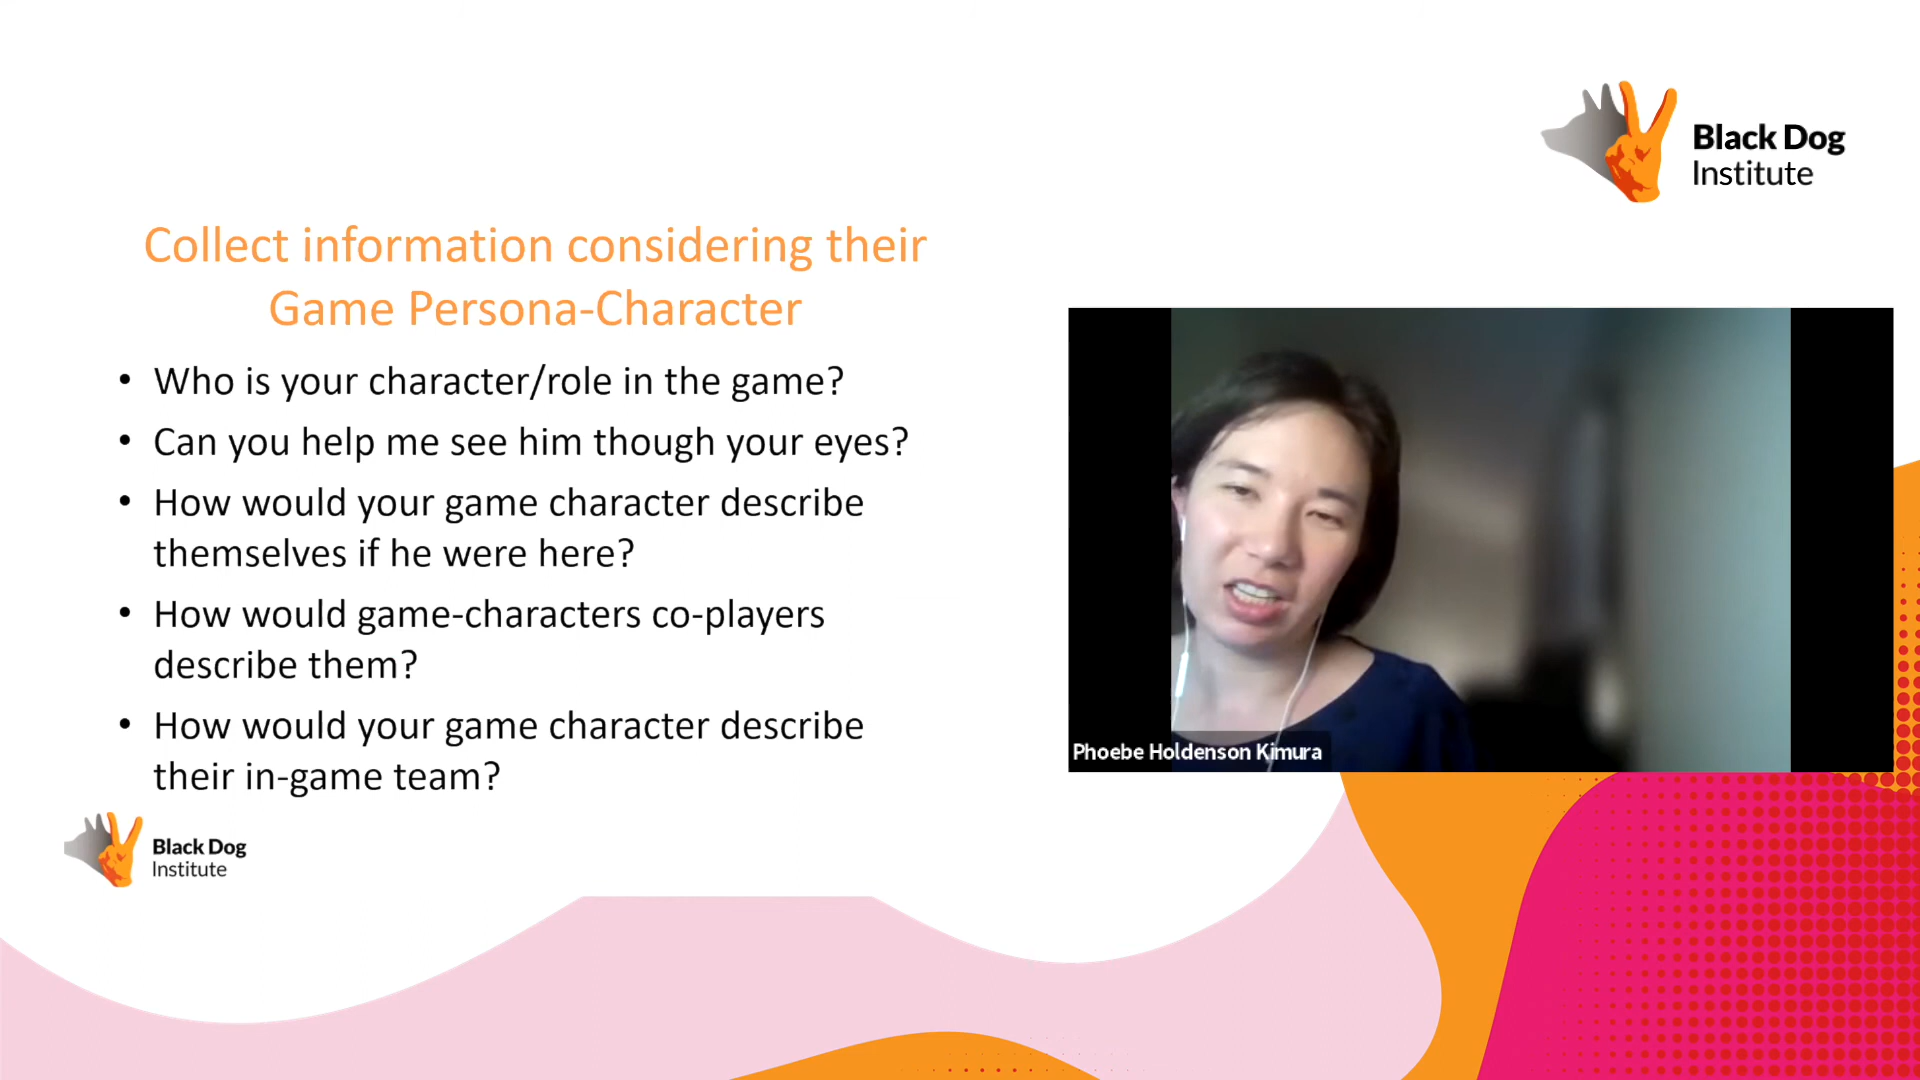 Black Dog
Institute
Collect information considering their
Game Persona-Character
• Who is your character/role in the game?
• Can you help me see him though your eyes?
• How would your game character describe
themselves if he were here?
• How would game-characters co-players
describe them?
• How would your game character describe
their in-game team?
Phoebe Holdenson Kimura
Black Dog
Institute